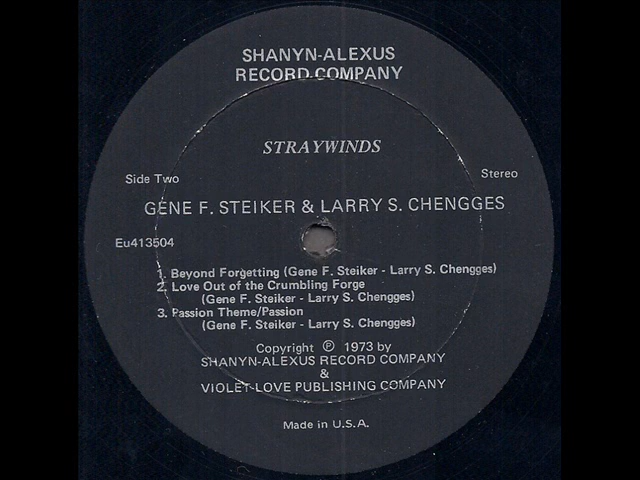 SHANYN-ALEXUS
RECORD COMPANY
STRAYWINDS
Side Two
Stereo
GENE F. STEIKER & LARRY S. CHENGGES
Eu413504
1. Beyond Forgetting (Gene F. Steiker - Larry S. Chengges)
2. Love Out of the Crumbling Forge
(Gene F. Steiker - Larry S. Chengges)
3. Passion Theme/Passion
(Gene F. Steiker - Larry S. Chengges)
Copyright ℗ 1973 by
SHANYN-ALEXUS RECORD COMPANY
&
VIOLET-LOVE PUBLISHING COMPANY
Made in U.S.A.